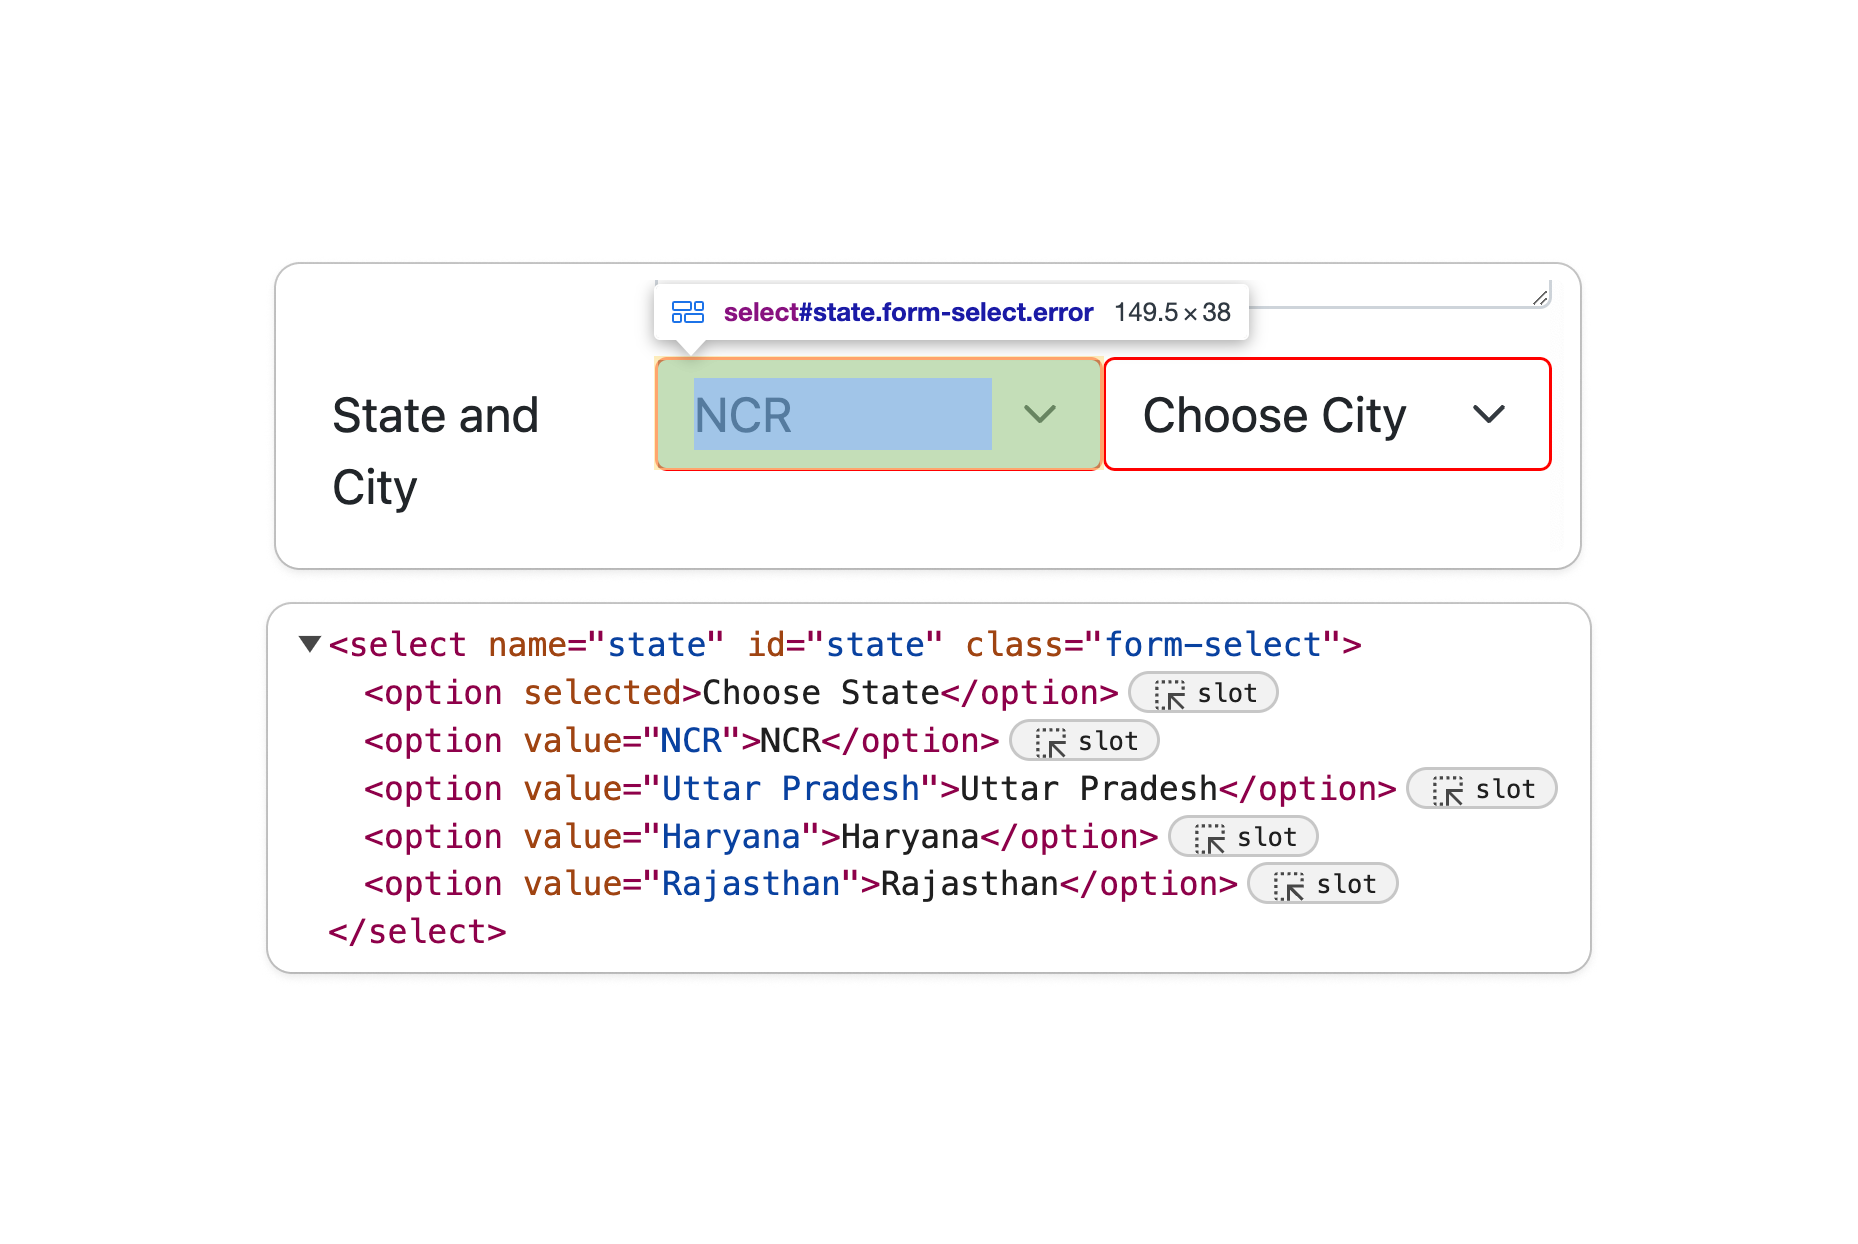 select#state.form-select.error 149.5×38
State and
City
NCR
Choose City
<select name="state" id="state" class="form-select">
<option selected>Choose State</option> slot
<option value="NCR">NCR</option> slot
<option value="Uttar Pradesh">Uttar Pradesh</option> slot
<option value="Haryana">Haryana</option> slot
<option value="Rajasthan">Rajasthan</option> slot
</select>